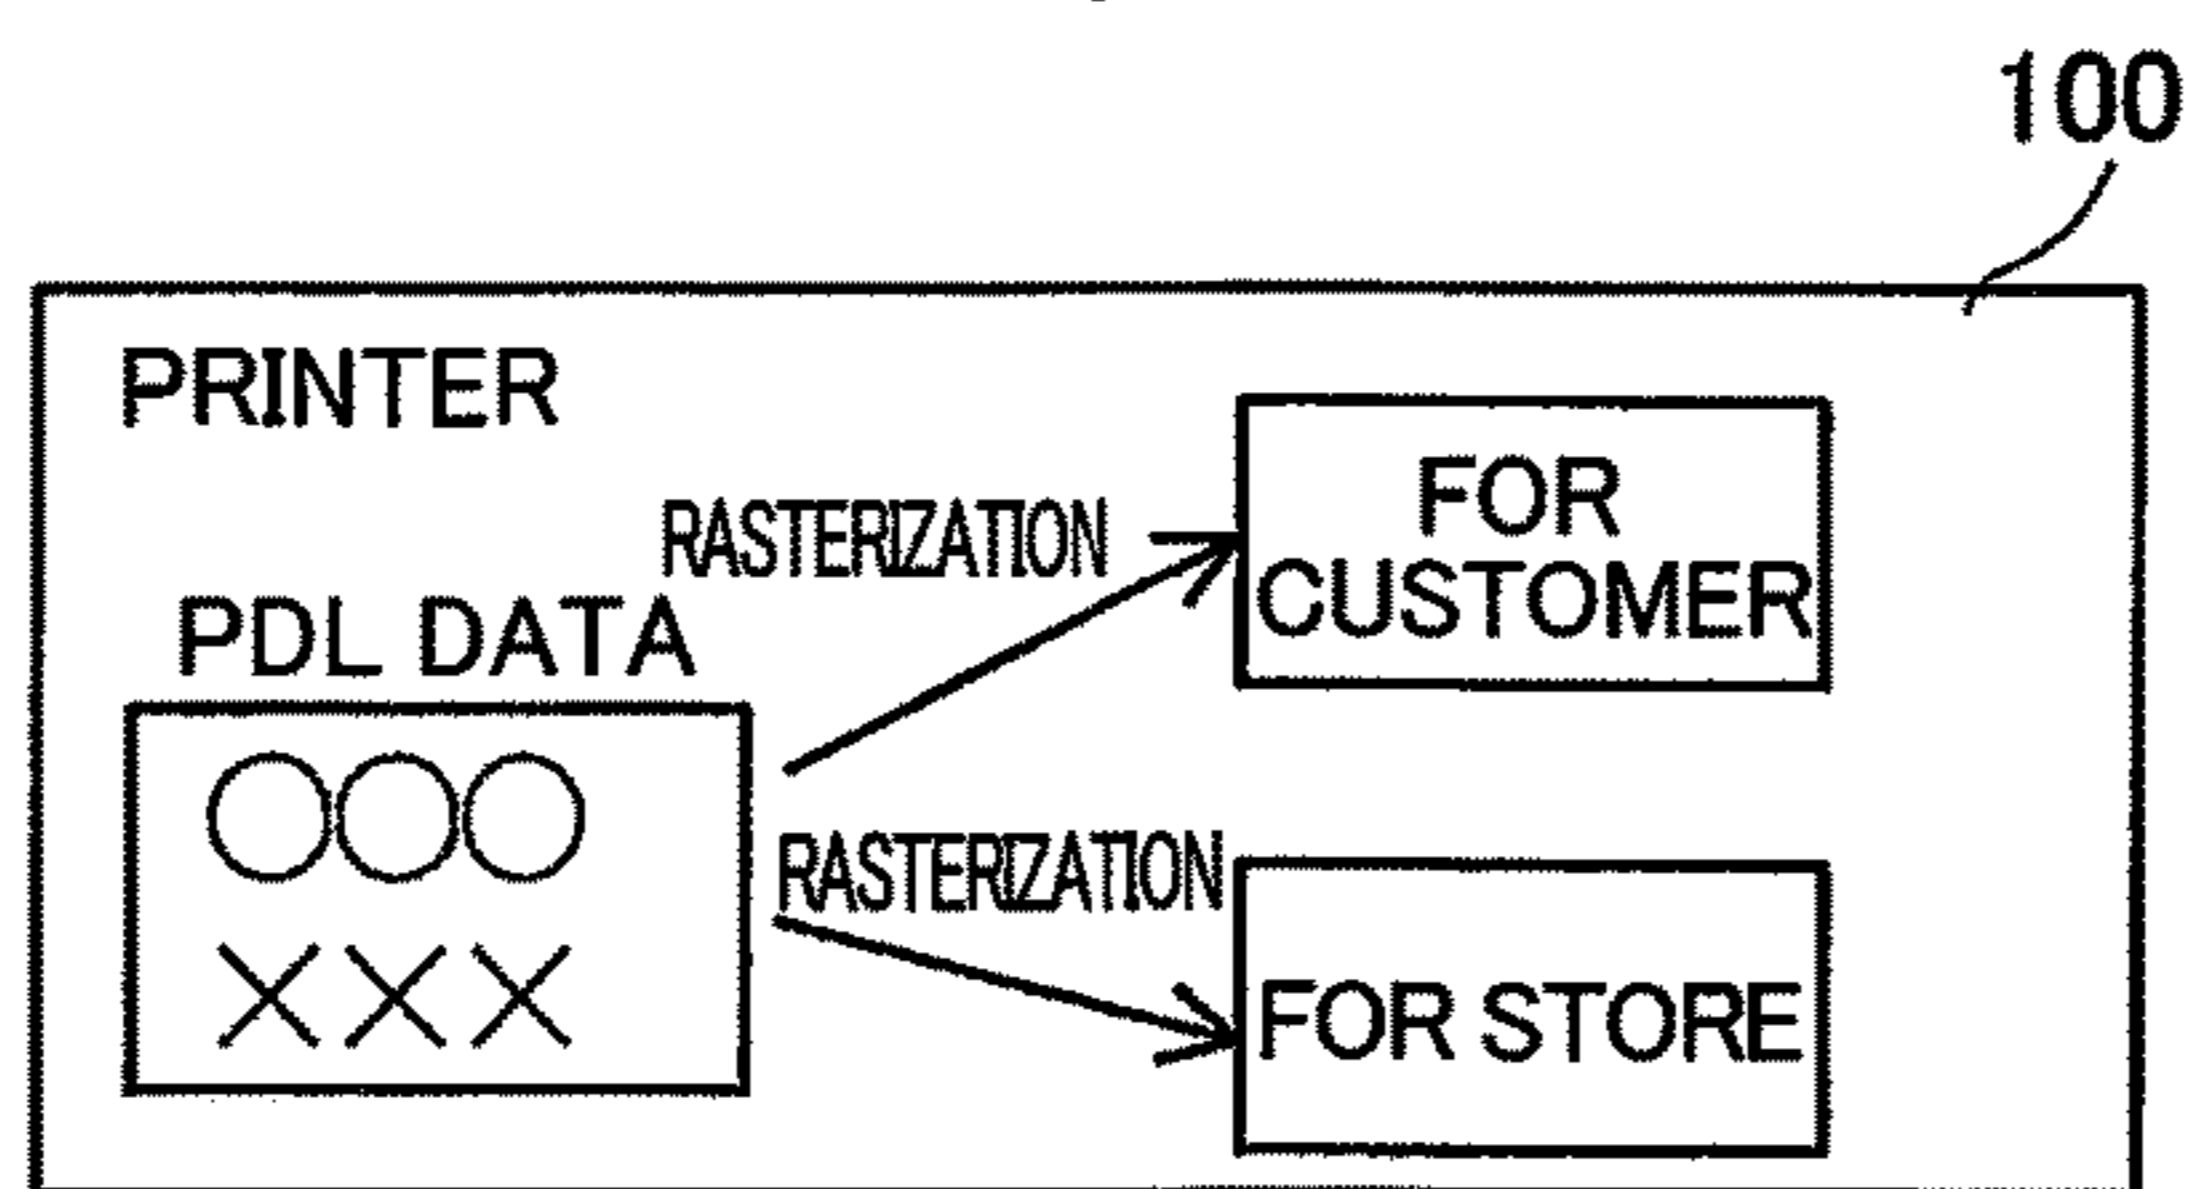 100
PRINTER
RASTERIZATION
FOR
CUSTOMER
PDL DATA
○○○
×××
RASTERIZATION
FOR STORE